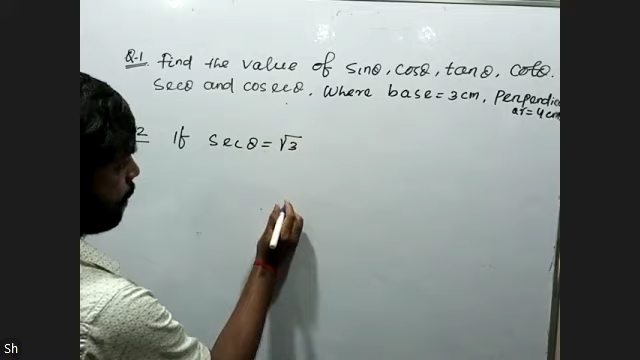 Q-1 Find the value of sinθ, cosθ, tanθ, cotθ.
secθ and cosecθ, where base = 3cm, Perpendic
ar = 4cm
2 If secθ = √3
Sh